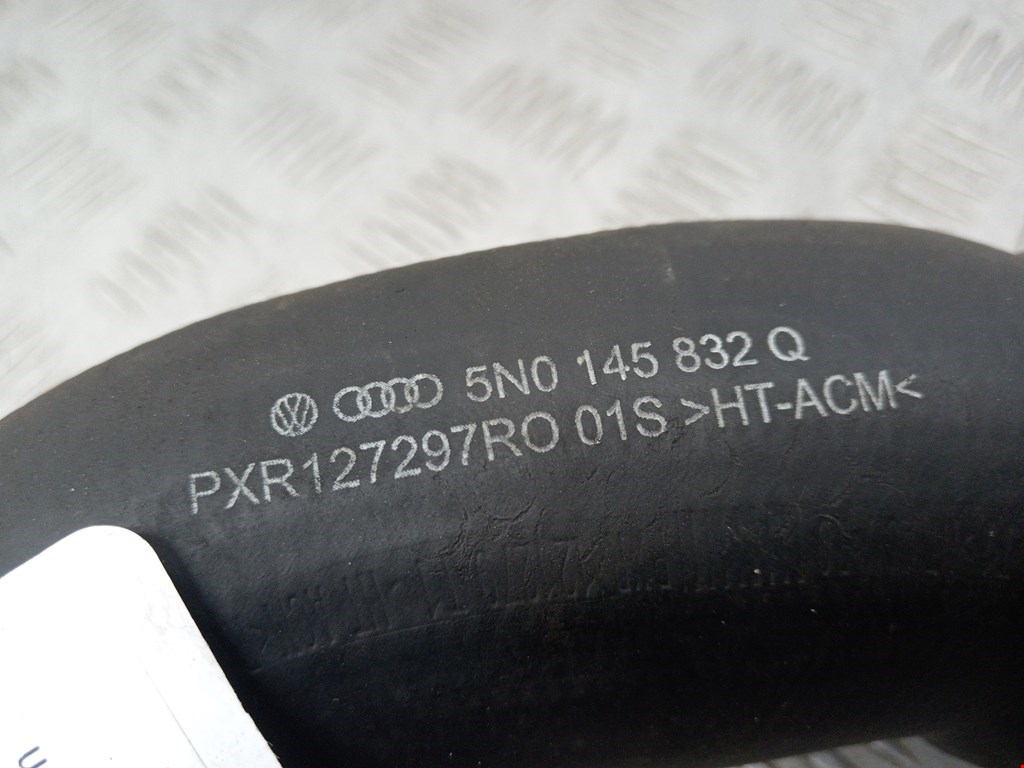 5N0 145 832 Q
PXR127297RO 01S >HT-ACM<